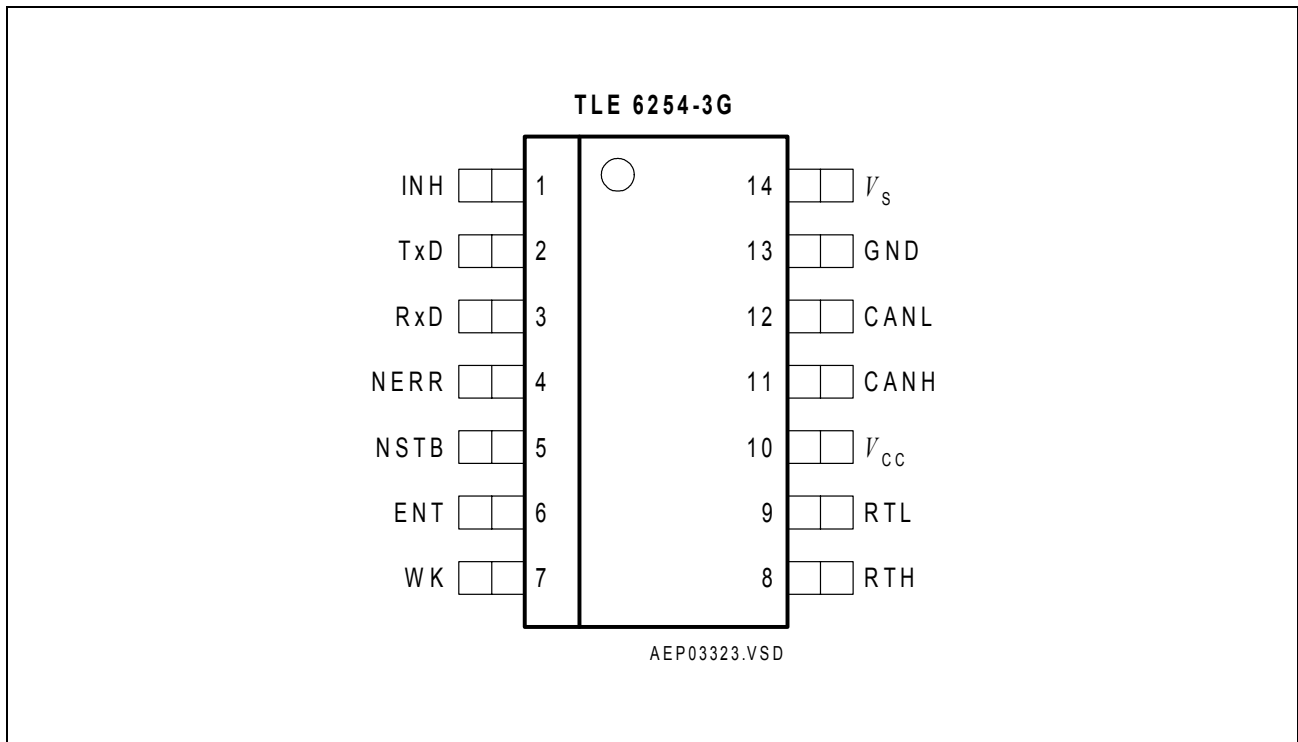 TLE 6254-3G
INH 1 14 VS
TxD 2 13 GND
RxD 3 12 CANL
NERR 4 11 CANH
NSTB 5 10 VCC
ENT 6 9 RTL
WK 7 8 RTH
AEP03323.VSD